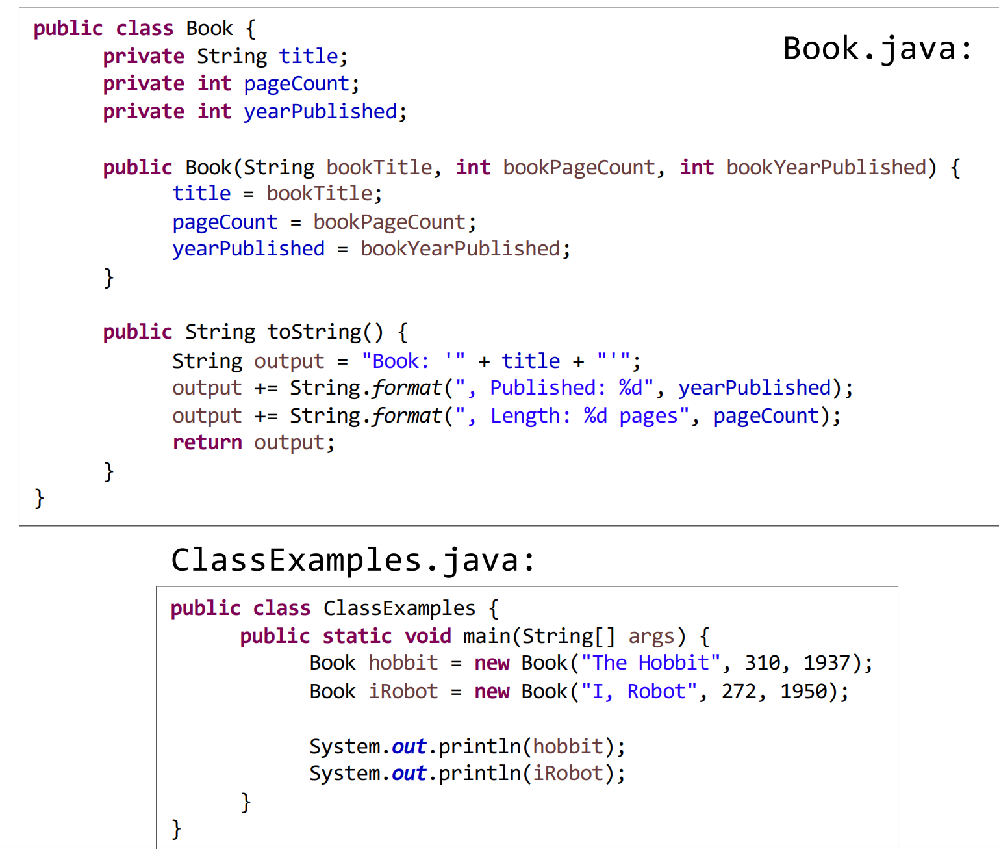 Book.java:
public class Book {
private String title;
private int pageCount;
private int yearPublished;
public Book(String bookTitle, int bookPageCount, int bookYearPublished) {
title = bookTitle;
pageCount = bookPageCount;
yearPublished = bookYearPublished;
}
public String toString() {
String output = "Book: '" + title + "'";
output += String.format(", Published: %d", yearPublished);
output += String.format(", Length: %d pages", pageCount);
return output;
}
}
ClassExamples.java:
public class ClassExamples {
public static void main(String[] args) {
Book hobbit = new Book("The Hobbit", 310, 1937);
Book iRobot = new Book("I, Robot", 272, 1950);
System.out.println(hobbit);
System.out.println(iRobot);
}
}